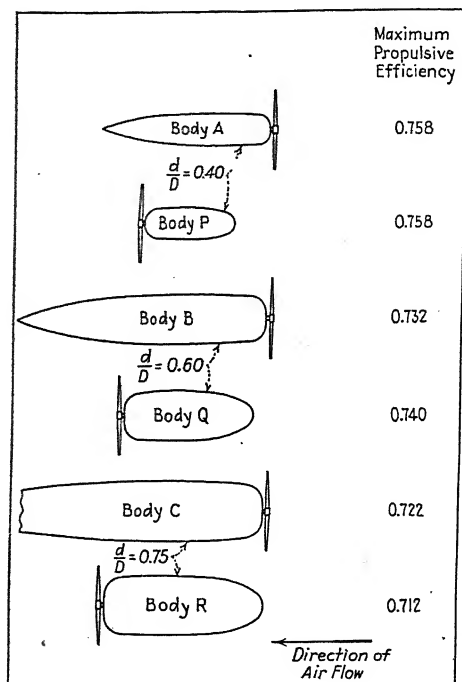 Maximum
Propulsive
Efficiency
Body A
0.758
d/D = 0.40
Body P
0.758
Body B
0.732
d/D = 0.60
Body Q
0.740
Body C
0.722
d/D = 0.75
Body R
0.712
Direction of
Air Flow